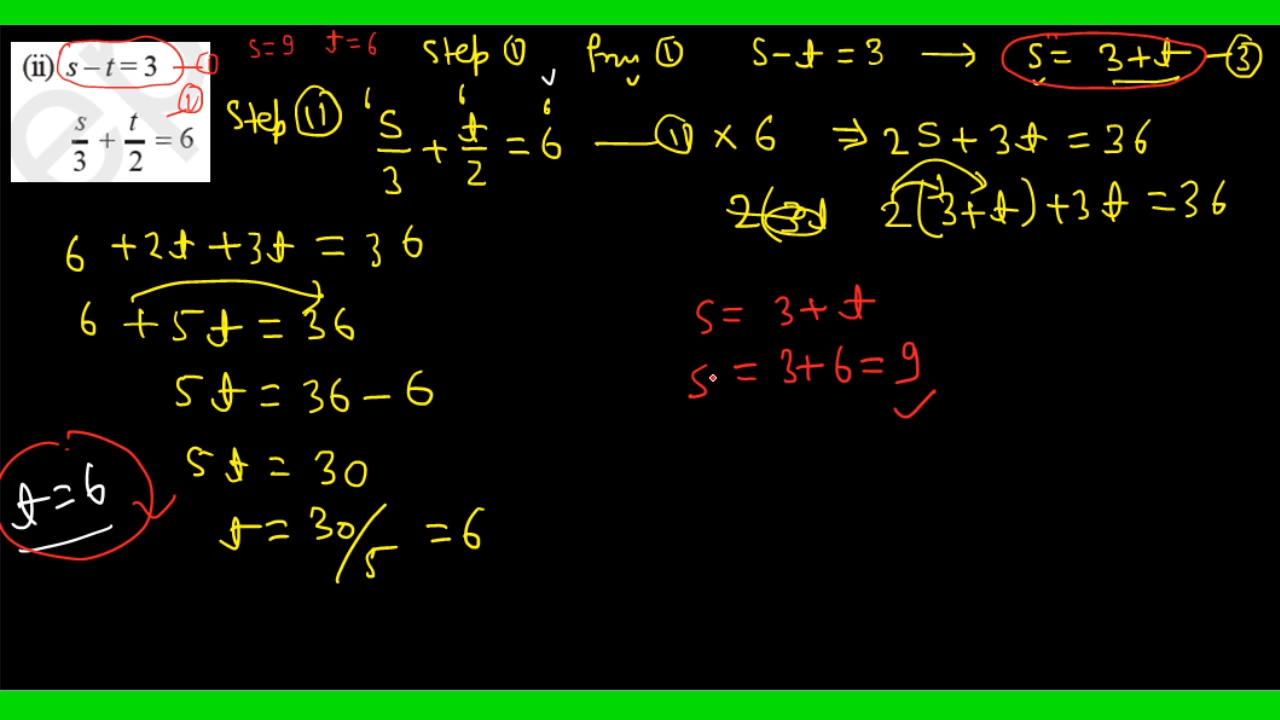 (ii) s – t = 3 —①
s/3 + t/2 = 6
s=9 t=6
Step ① ① s-t=3 → s= 3+t -③
Step ⑪ s/3 + t/2 = 6 —⑪ × 6 ⇒ 2s+3t=36
2(3+t)+3t=36
6 +2t +3t = 36
6 +5t = 36
5t = 36-6
5t = 30
t= 30/5 =6
t=6
s= 3+t
s = 3+6=9